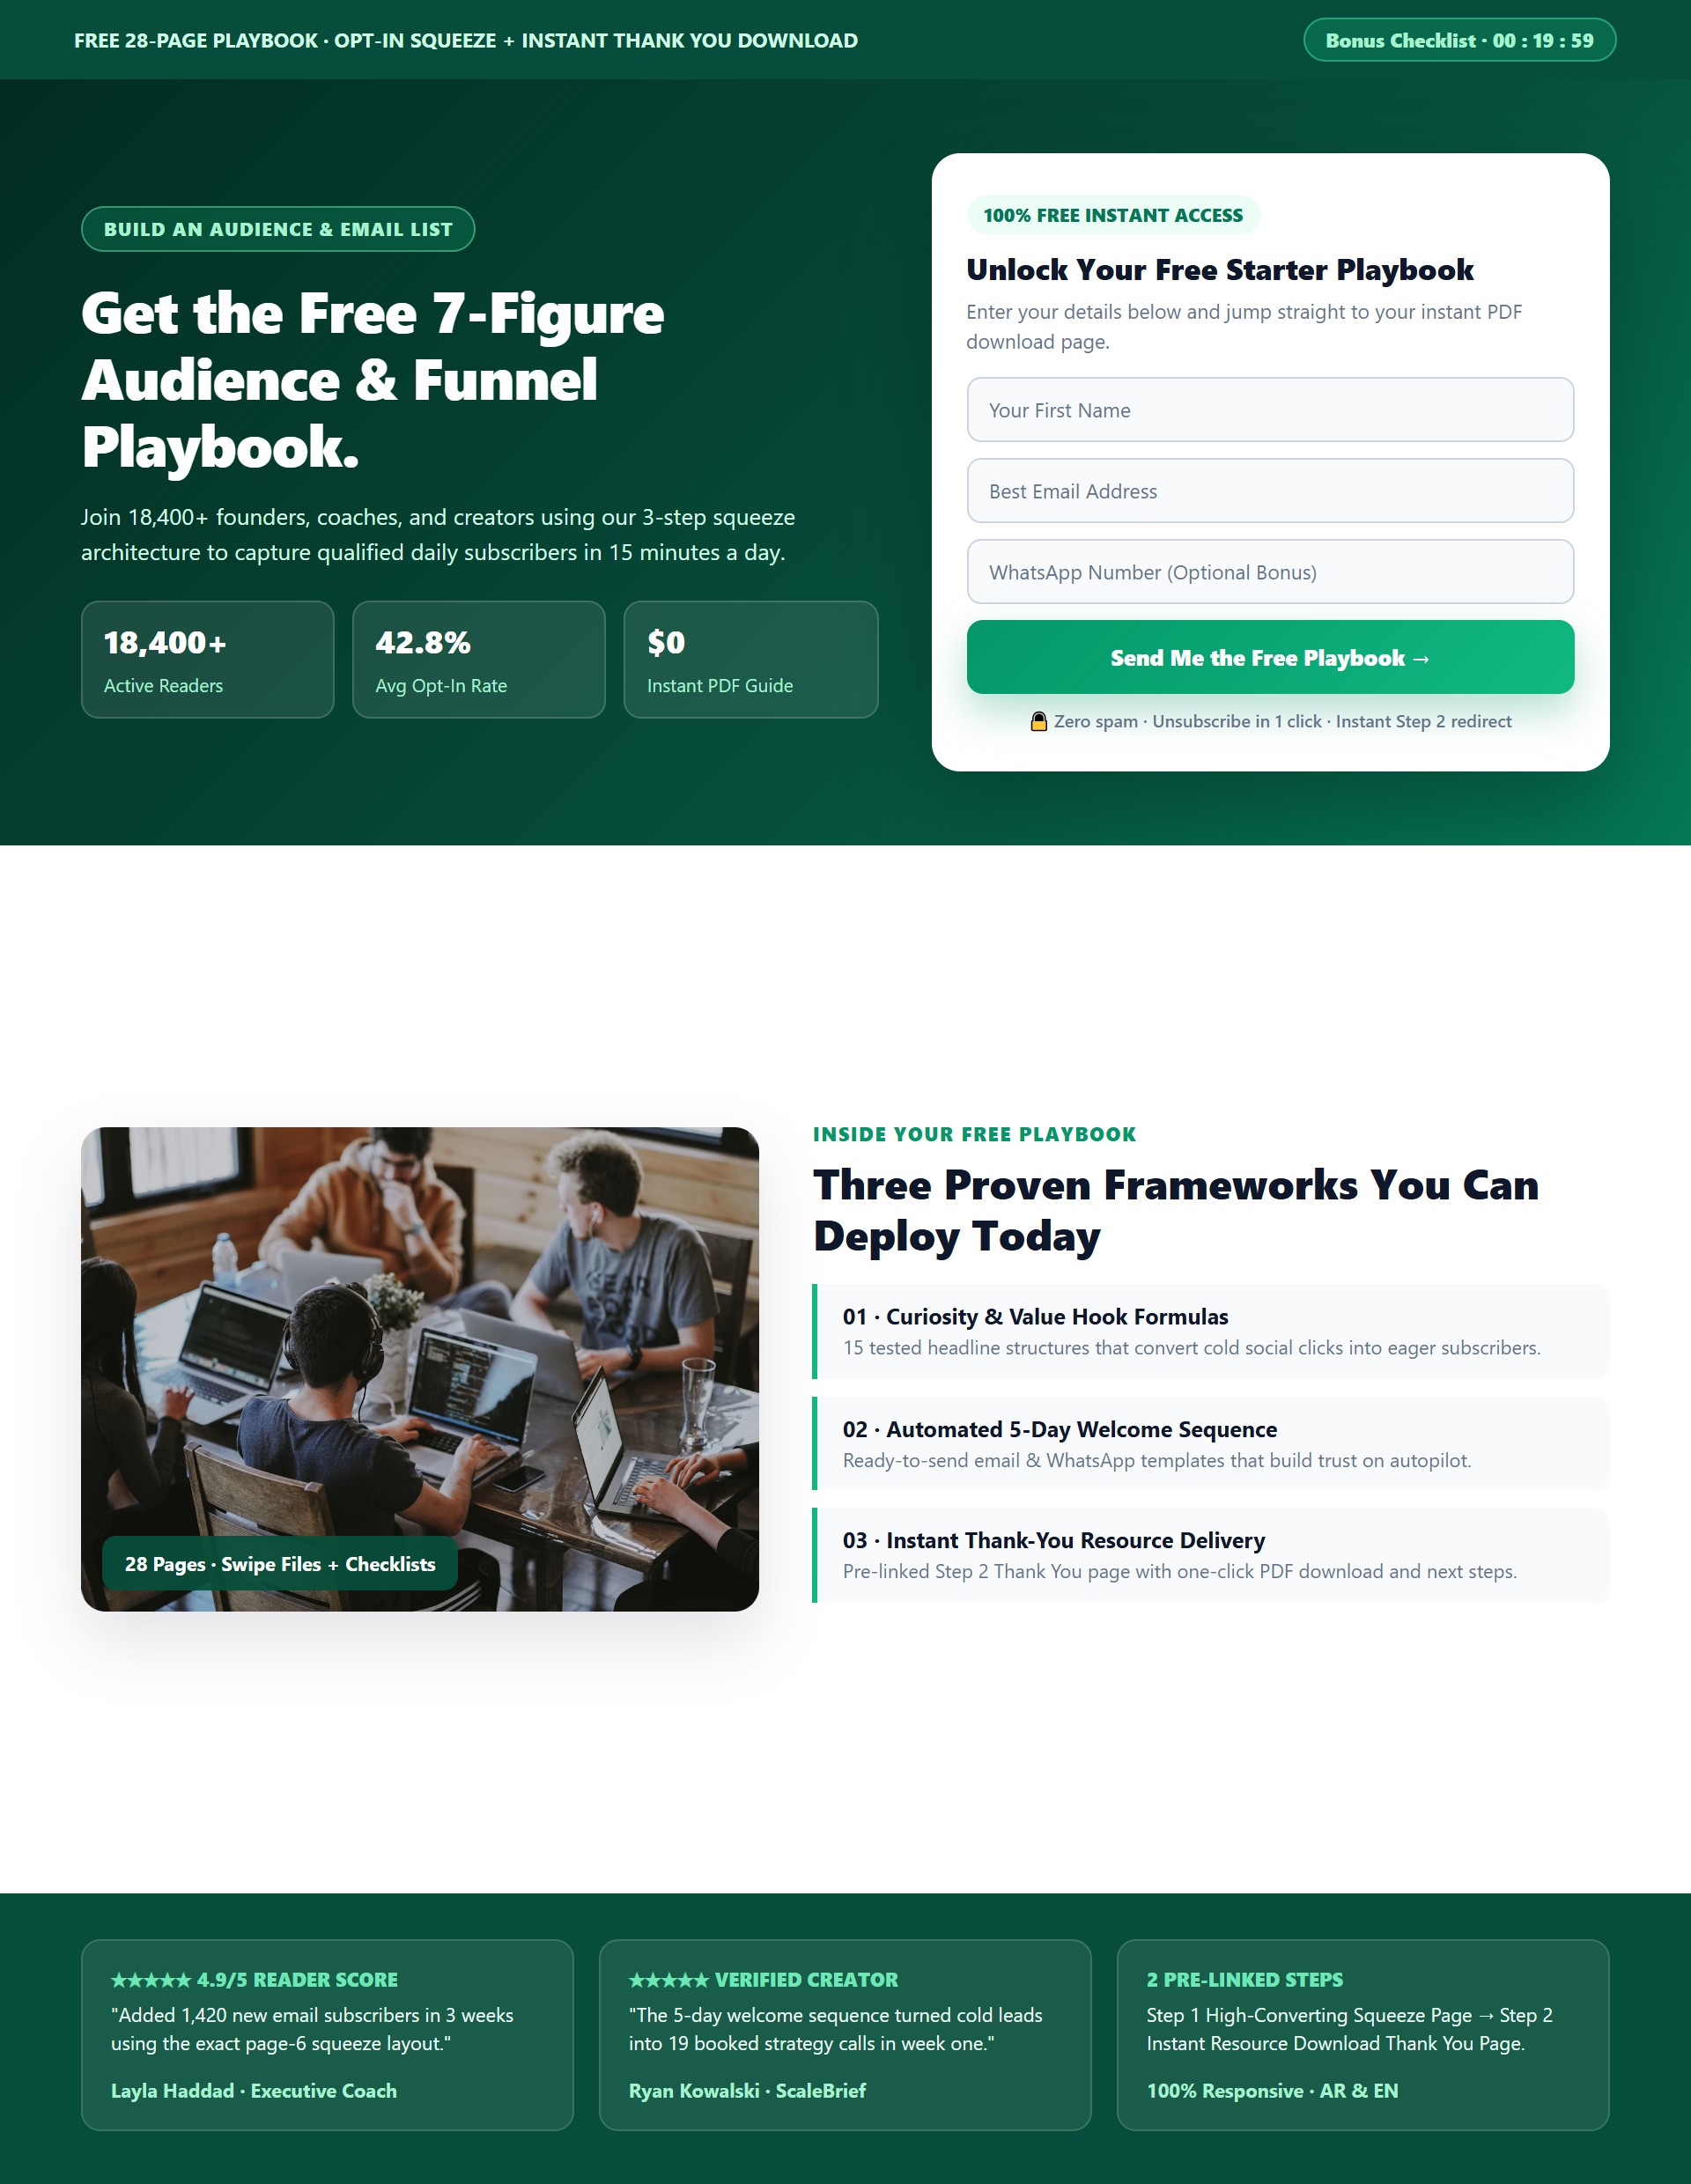 FREE 28-PAGE PLAYBOOK · OPT-IN SQUEEZE + INSTANT THANK YOU DOWNLOAD
Bonus Checklist · 00 : 19 : 59
BUILD AN AUDIENCE & EMAIL LIST
Get the Free 7-Figure
Audience & Funnel
Playbook.
Join 18,400+ founders, coaches, and creators using our 3-step squeeze
architecture to capture qualified daily subscribers in 15 minutes a day.
18,400+
Active Readers
42.8%
Avg Opt-In Rate
$0
Instant PDF Guide
100% FREE INSTANT ACCESS
Unlock Your Free Starter Playbook
Enter your details below and jump straight to your instant PDF
download page.
Your First Name
Best Email Address
WhatsApp Number (Optional Bonus)
Send Me the Free Playbook →
🔒 Zero spam · Unsubscribe in 1 click · Instant Step 2 redirect
28 Pages · Swipe Files + Checklists
INSIDE YOUR FREE PLAYBOOK
Three Proven Frameworks You Can
Deploy Today
01 · Curiosity & Value Hook Formulas
15 tested headline structures that convert cold social clicks into eager subscribers.
02 · Automated 5-Day Welcome Sequence
Ready-to-send email & WhatsApp templates that build trust on autopilot.
03 · Instant Thank-You Resource Delivery
Pre-linked Step 2 Thank You page with one-click PDF download and next steps.
★★★★★ 4.9/5 READER SCORE
"Added 1,420 new email subscribers in 3 weeks
using the exact page-6 squeeze layout."
Layla Haddad · Executive Coach
★★★★★ VERIFIED CREATOR
"The 5-day welcome sequence turned cold leads
into 19 booked strategy calls in week one."
Ryan Kowalski · ScaleBrief
2 PRE-LINKED STEPS
Step 1 High-Converting Squeeze Page → Step 2
Instant Resource Download Thank You Page.
100% Responsive · AR & EN